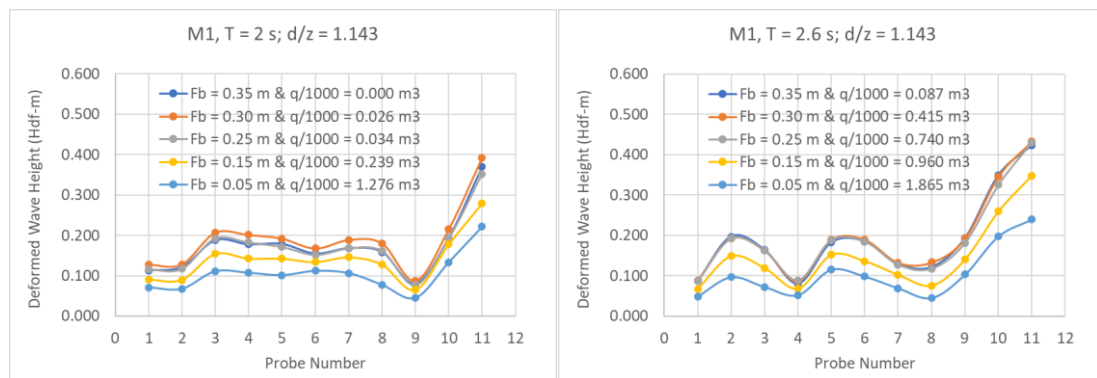 M1, T = 2 s; d/z = 1.143
Deformed Wave Height (Hdf-m)
0.600
0.500
0.400
0.300
0.200
0.100
0.000
Fb = 0.35 m & q/1000 = 0.000 m3
Fb = 0.30 m & q/1000 = 0.026 m3
Fb = 0.25 m & q/1000 = 0.034 m3
Fb = 0.15 m & q/1000 = 0.239 m3
Fb = 0.05 m & q/1000 = 1.276 m3
0 1 2 3 4 5 6 7 8 9 10 11 12
Probe Number
M1, T = 2.6 s; d/z = 1.143
Deformed Wave Height (Hdf-m)
0.600
0.500
0.400
0.300
0.200
0.100
0.000
Fb = 0.35 m & q/1000 = 0.087 m3
Fb = 0.30 m & q/1000 = 0.415 m3
Fb = 0.25 m & q/1000 = 0.740 m3
Fb = 0.15 m & q/1000 = 0.960 m3
Fb = 0.05 m & q/1000 = 1.865 m3
0 1 2 3 4 5 6 7 8 9 10 11 12
Probe Number